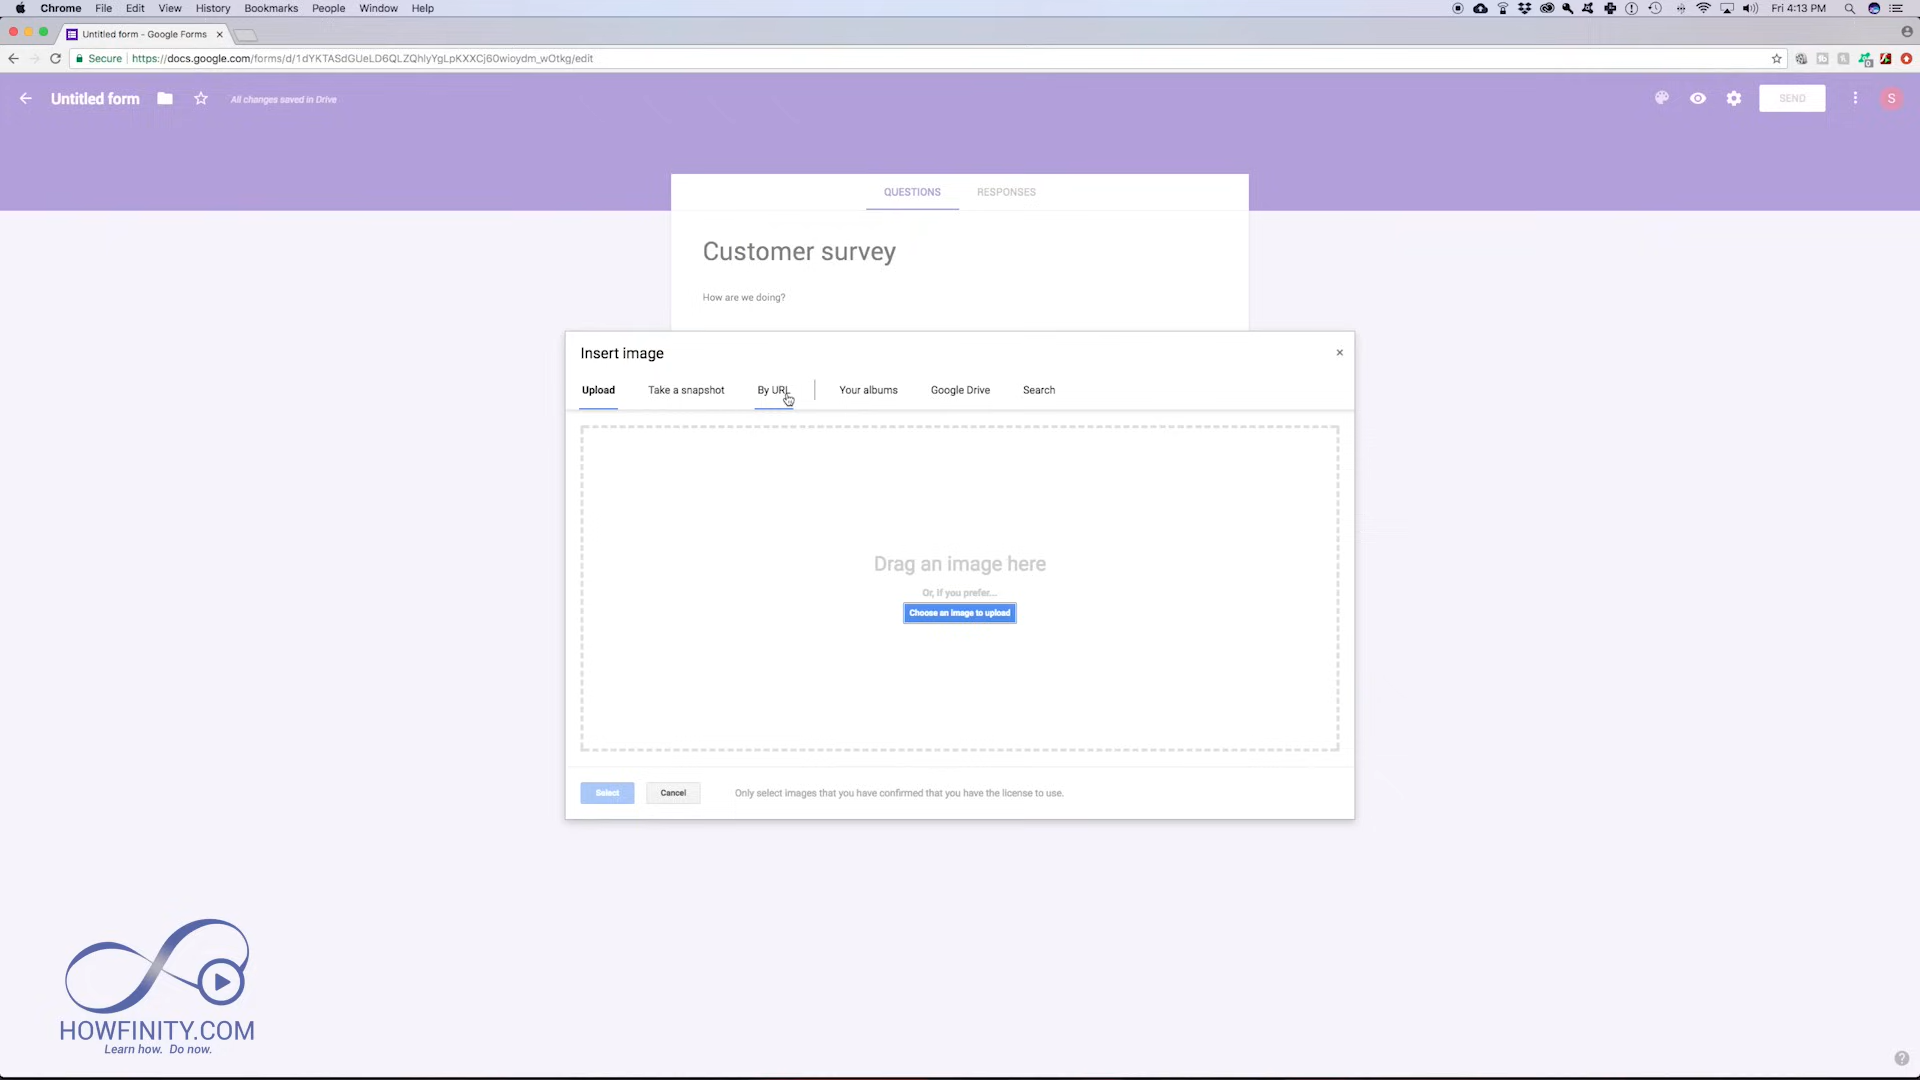 Chrome File Edit View History Bookmarks People Window Help Fri 4:13 PM
Untitled form - Google Forms
Secure https://docs.google.com/forms/d/1dYKTASdGUeLD6QLZQhlyYgLpKXXCj60wioydm_wOtkg/edit
Untitled form All changes saved in Drive SEND S
QUESTIONS RESPONSES
Customer survey
How are we doing?
Insert image
Upload Take a snapshot By URL Your albums Google Drive Search
Drag an image here
Or, if you prefer...
Choose an image to upload
Select Cancel Only select images that you have confirmed that you have the license to use.
HOWFINITY.COM
Learn how. Do now.